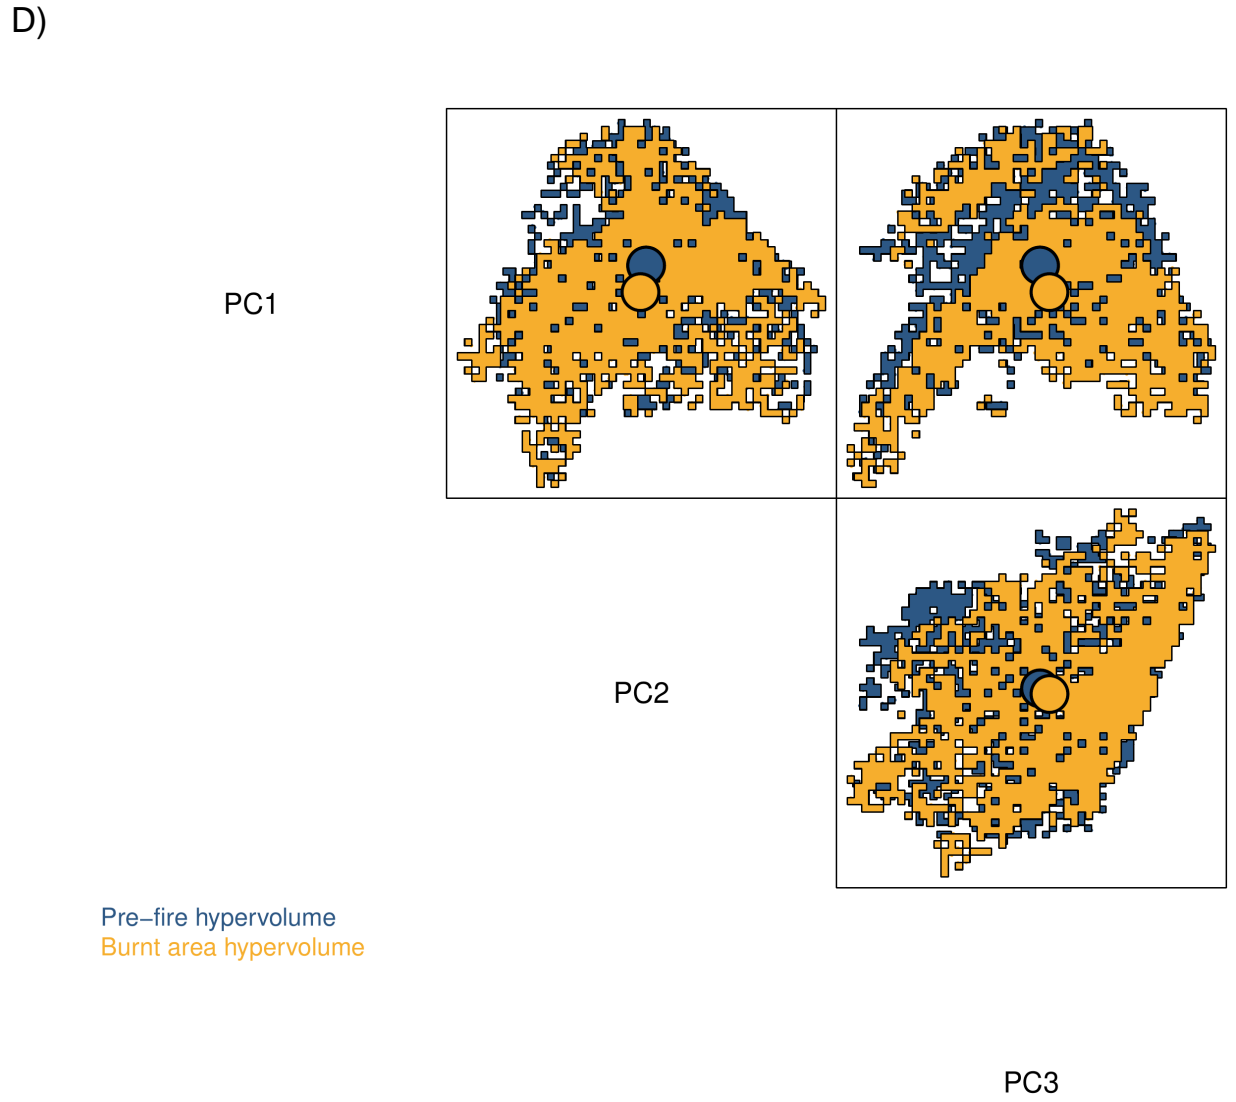 D)
PC1
PC2
Pre−fire hypervolume
Burnt area hypervolume
PC3